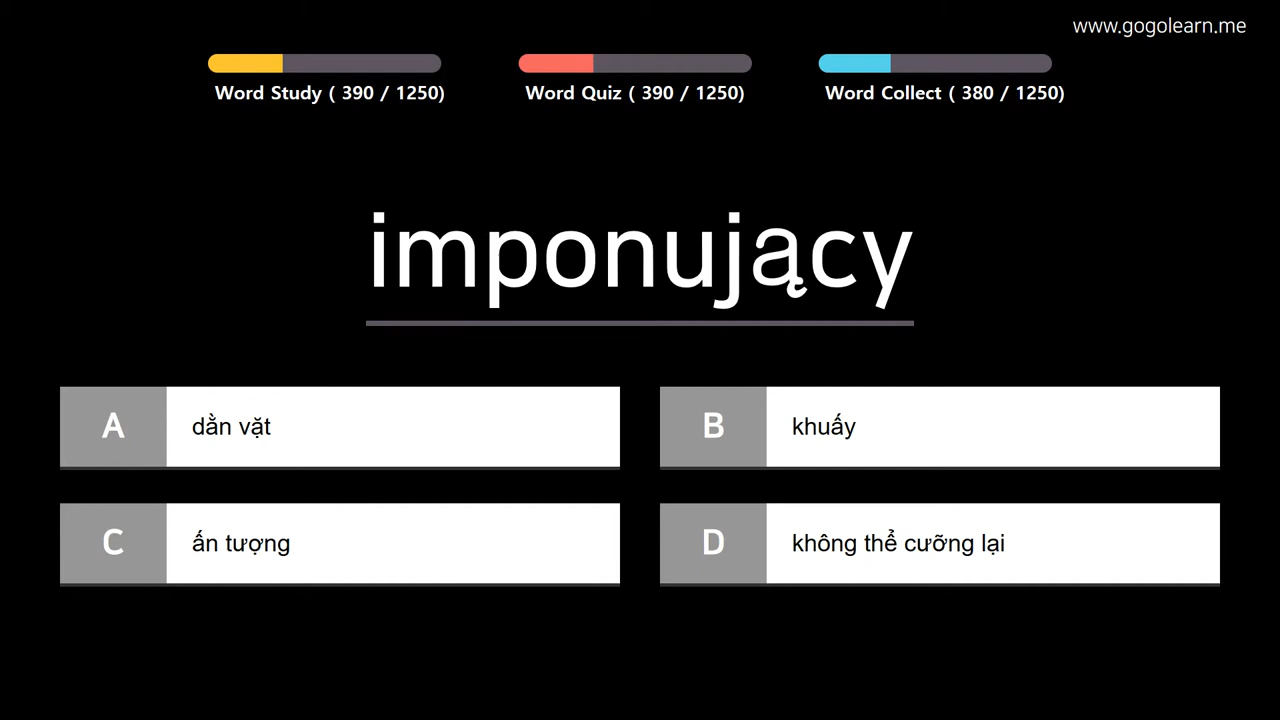 www.gogolearn.me
Word Study ( 390 / 1250)
Word Quiz ( 390 / 1250)
Word Collect ( 380 / 1250)
imponujący
A dằn vặt
B khuấy
C ấn tượng
D không thể cưỡng lại